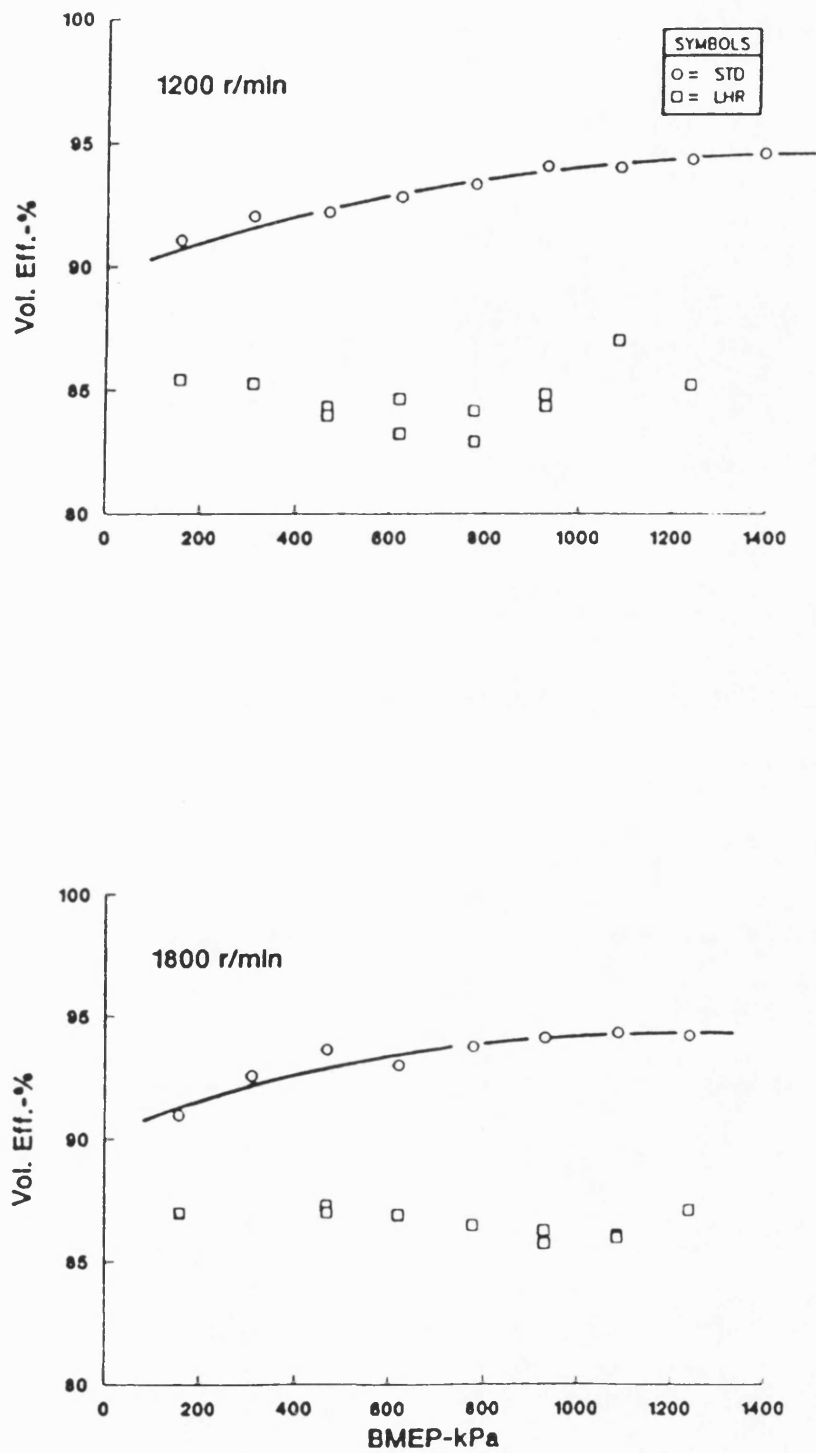 100
SYMBOLS
○ = STD
□ = LHR
1200 r/min
95
90
85
80
Vol. Eff.-%
0 200 400 600 800 1000 1200 1400
100
1800 r/min
95
90
85
80
Vol. Eff.-%
0 200 400 600 800 1000 1200 1400
BMEP-kPa